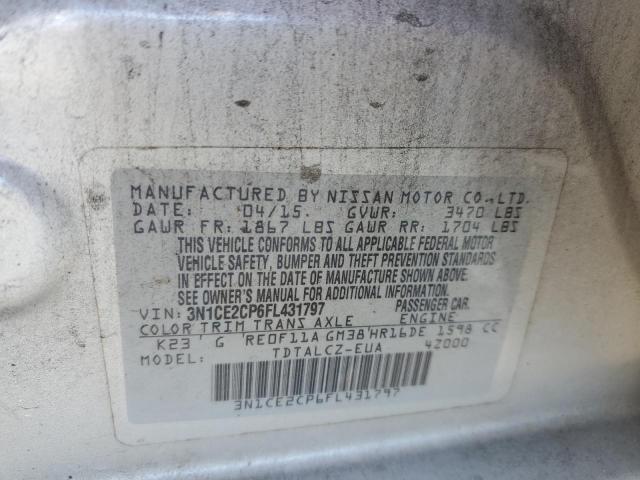 MANUFACTURED BY NISSAN MOTOR CO., LTD.
DATE: 04/15. GVWR: 3470 LBS
GAWR FR: 1867 LBS GAWR RR: 1704 LBS
THIS VEHICLE CONFORMS TO ALL APPLICABLE FEDERAL MOTOR
VEHICLE SAFETY, BUMPER AND THEFT PREVENTION STANDARDS
IN EFFECT ON THE DATE OF MANUFACTURE SHOWN ABOVE.
SEE OWNER'S MANUAL FOR ADDITIONAL INFORMATION.
VIN: 3N1CE2CP6FL431797 PASSENGER CAR.
COLOR TRIM TRANS AXLE ENGINE
K23 G RE0F11A GM38 HR16DE 1598 CC
MODEL: TDTALCZ-EUA 4Z000
3N1CE2CP6FL431797